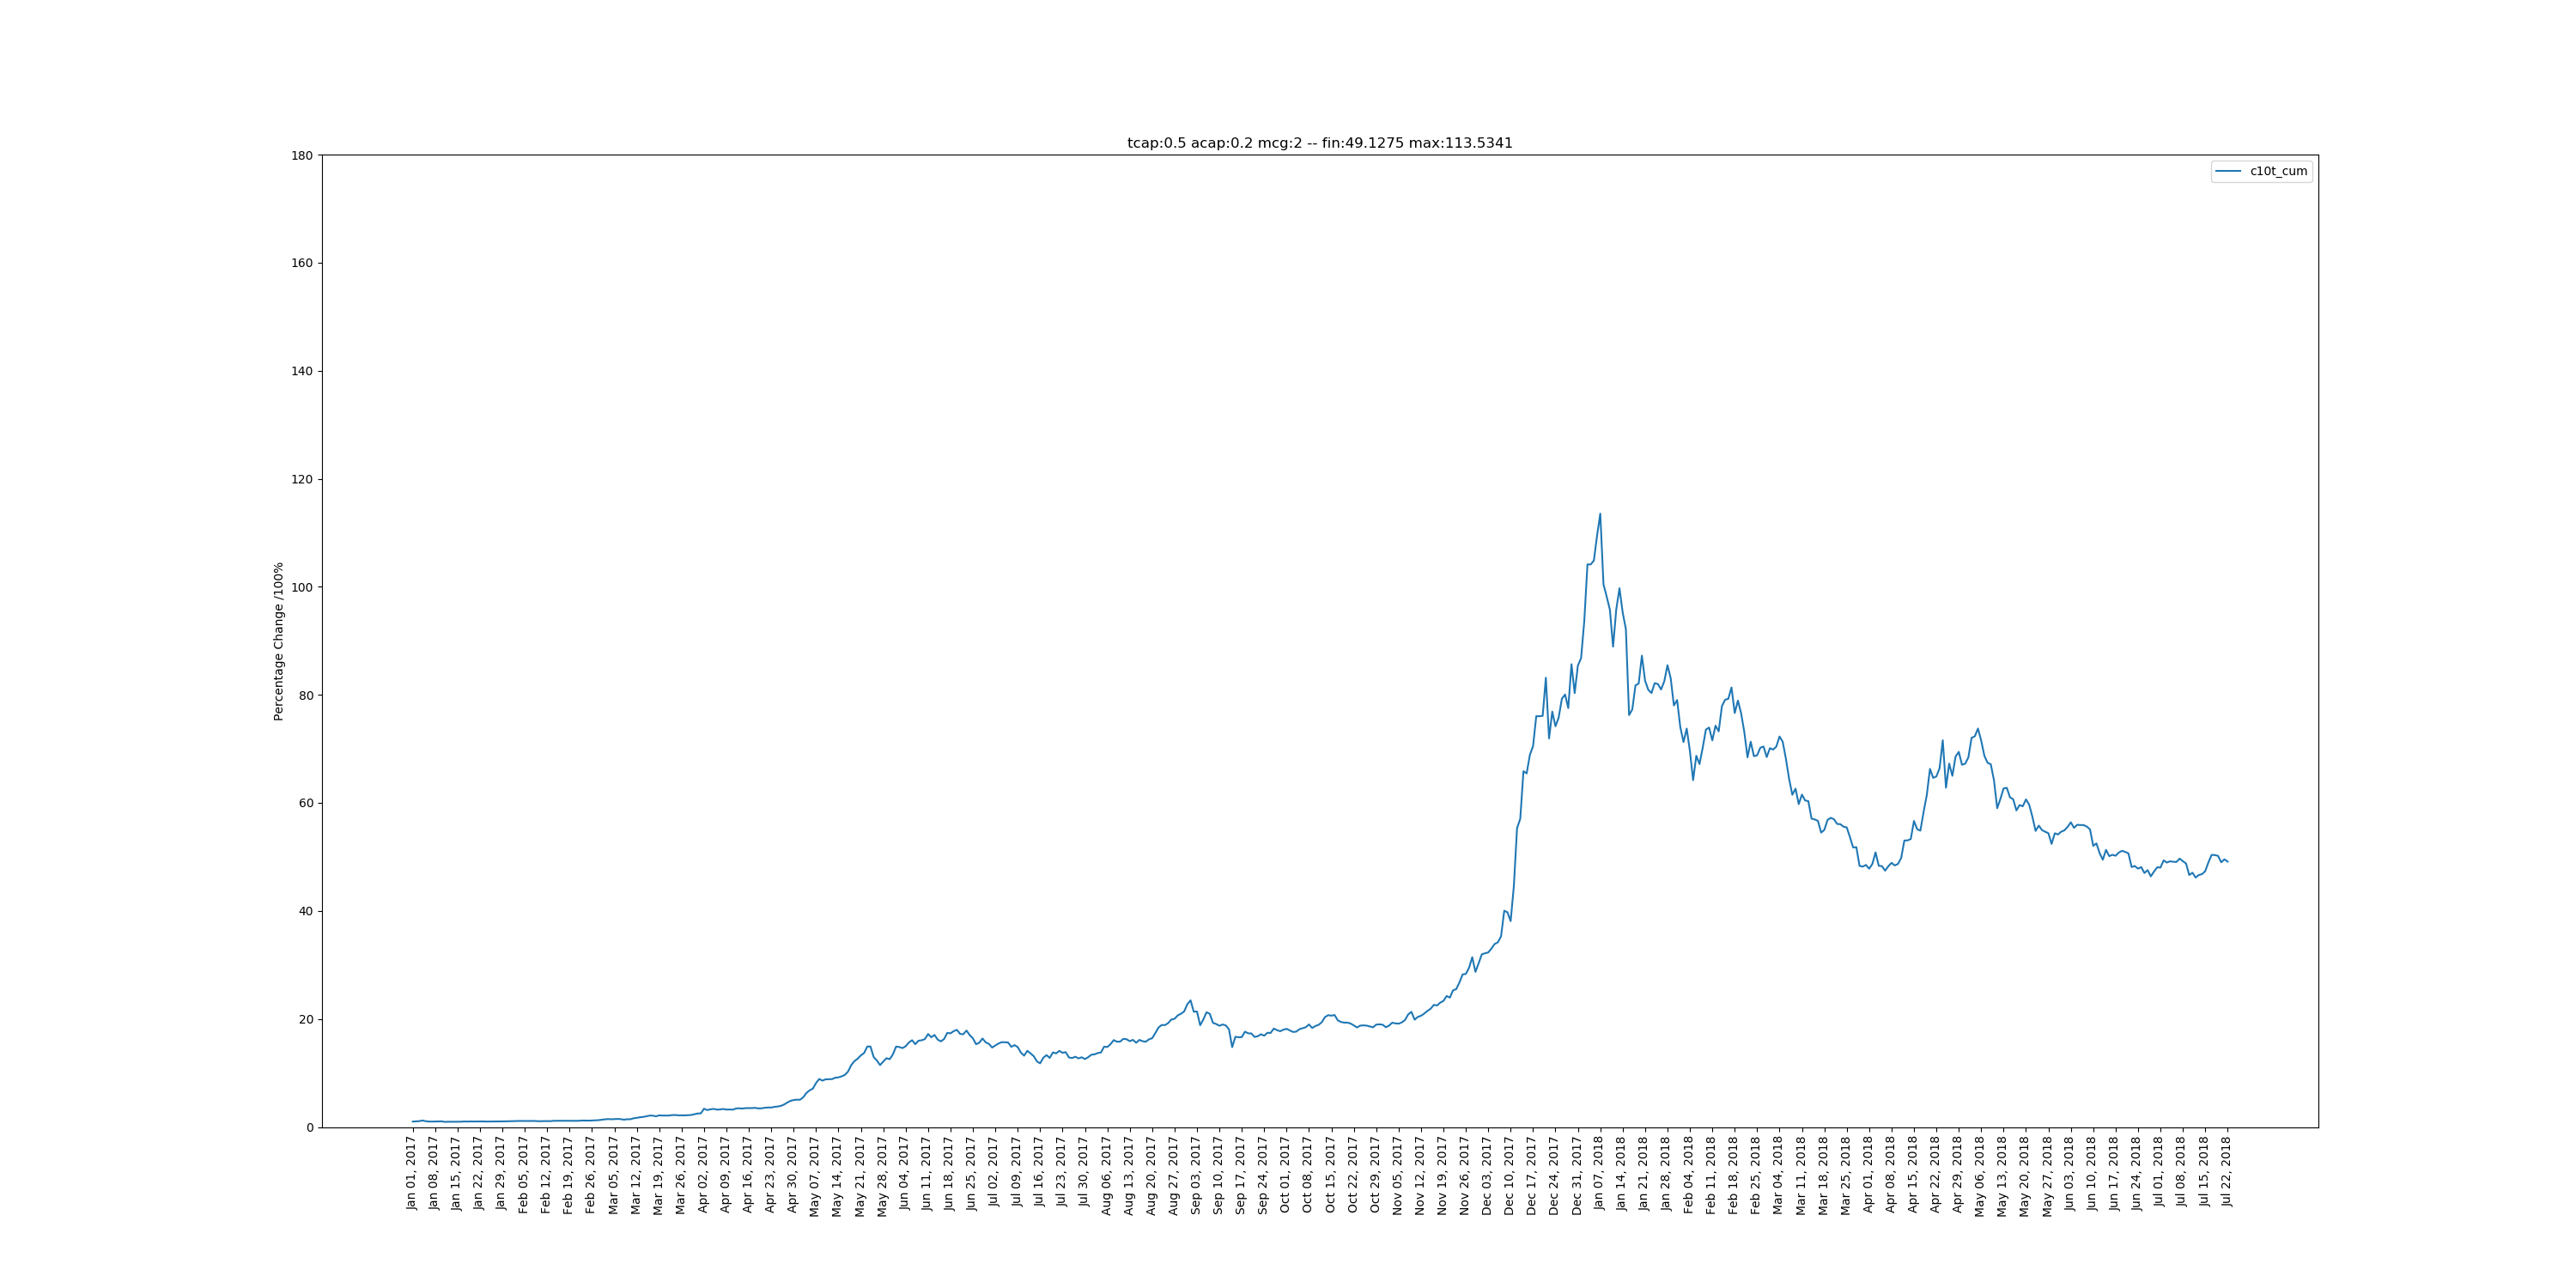 tcap:0.5 acap:0.2 mcg:2 -- fin:49.1275 max:113.5341
c10t_cum
Percentage Change /100%
180
160
140
120
100
80
60
40
20
0
Jan 01, 2017
Jan 08, 2017
Jan 15, 2017
Jan 22, 2017
Jan 29, 2017
Feb 05, 2017
Feb 12, 2017
Feb 19, 2017
Feb 26, 2017
Mar 05, 2017
Mar 12, 2017
Mar 19, 2017
Mar 26, 2017
Apr 02, 2017
Apr 09, 2017
Apr 16, 2017
Apr 23, 2017
Apr 30, 2017
May 07, 2017
May 14, 2017
May 21, 2017
May 28, 2017
Jun 04, 2017
Jun 11, 2017
Jun 18, 2017
Jun 25, 2017
Jul 02, 2017
Jul 09, 2017
Jul 16, 2017
Jul 23, 2017
Jul 30, 2017
Aug 06, 2017
Aug 13, 2017
Aug 20, 2017
Aug 27, 2017
Sep 03, 2017
Sep 10, 2017
Sep 17, 2017
Sep 24, 2017
Oct 01, 2017
Oct 08, 2017
Oct 15, 2017
Oct 22, 2017
Oct 29, 2017
Nov 05, 2017
Nov 12, 2017
Nov 19, 2017
Nov 26, 2017
Dec 03, 2017
Dec 10, 2017
Dec 17, 2017
Dec 24, 2017
Dec 31, 2017
Jan 07, 2018
Jan 14, 2018
Jan 21, 2018
Jan 28, 2018
Feb 04, 2018
Feb 11, 2018
Feb 18, 2018
Feb 25, 2018
Mar 04, 2018
Mar 11, 2018
Mar 18, 2018
Mar 25, 2018
Apr 01, 2018
Apr 08, 2018
Apr 15, 2018
Apr 22, 2018
Apr 29, 2018
May 06, 2018
May 13, 2018
May 20, 2018
May 27, 2018
Jun 03, 2018
Jun 10, 2018
Jun 17, 2018
Jun 24, 2018
Jul 01, 2018
Jul 08, 2018
Jul 15, 2018
Jul 22, 2018